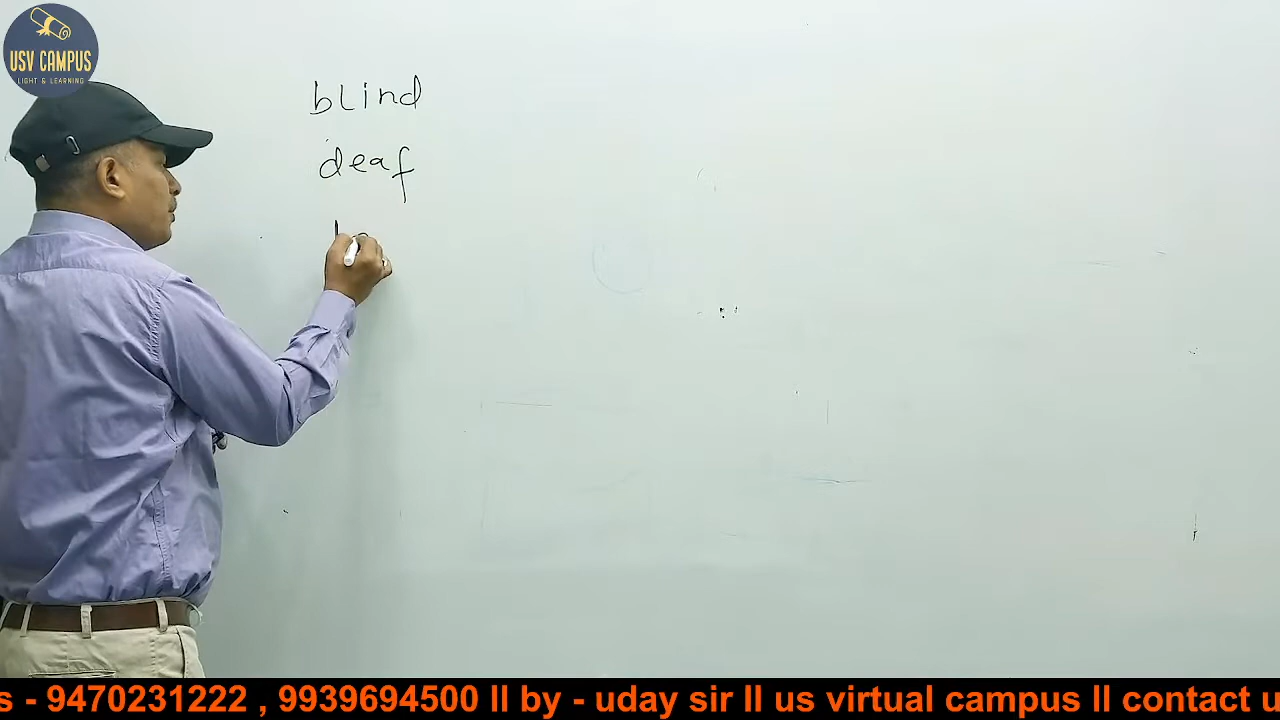 USV CAMPUS
LIGHT & LEARNING
blind
deaf
s - 9470231222 , 9939694500 ll by - uday sir ll us virtual campus ll contact u